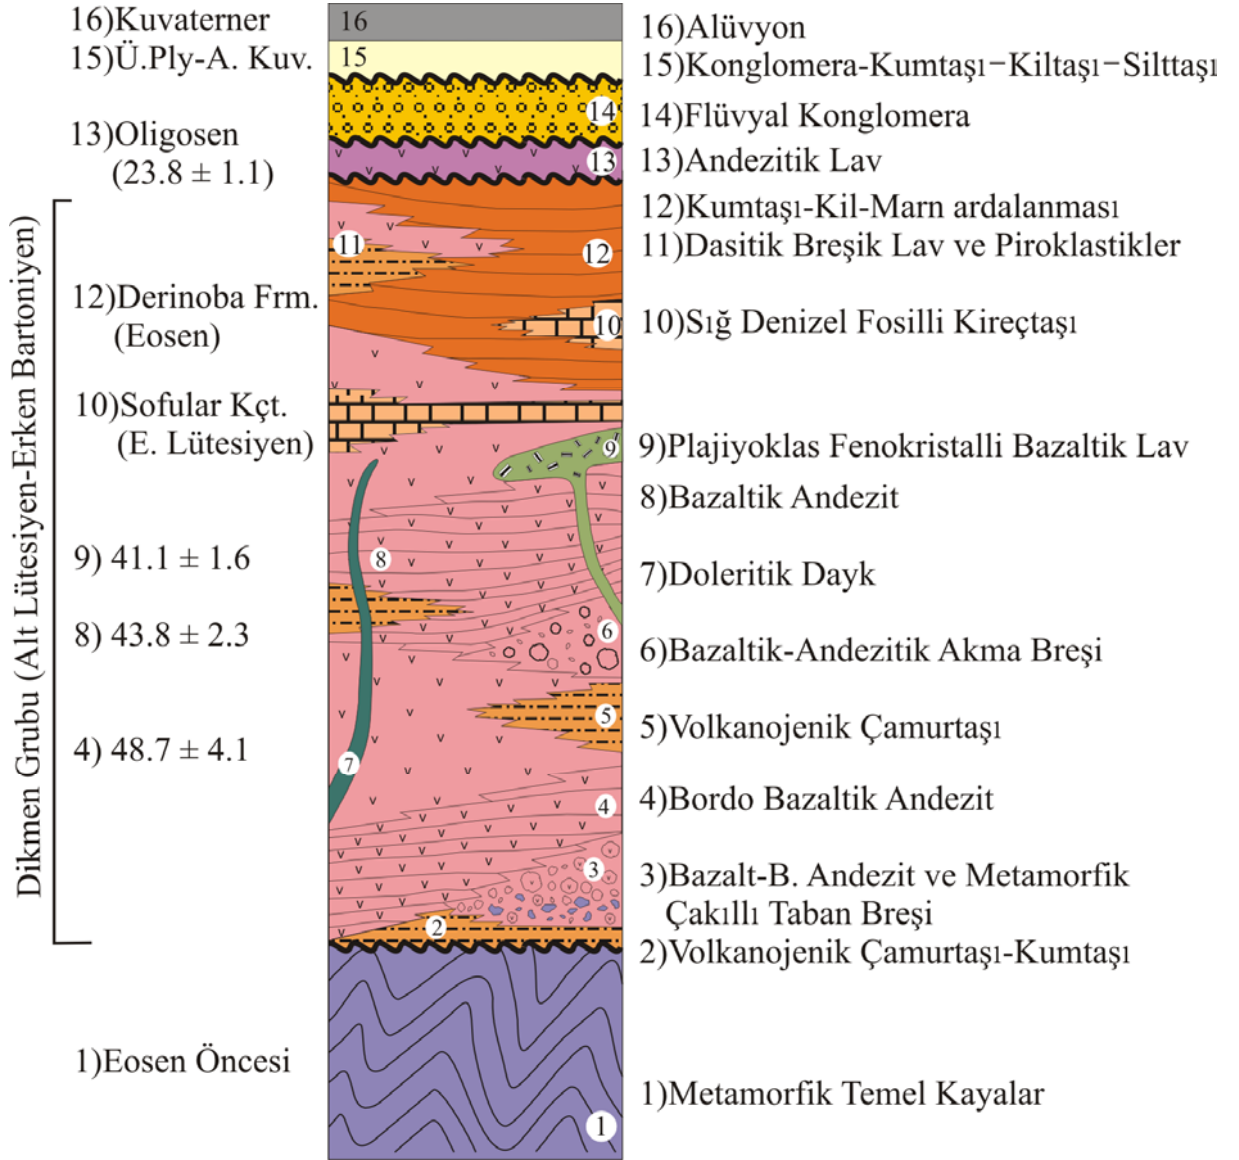 16)Kuvaterner
15)Ü.Ply-A. Kuv.
13)Oligosen
(23.8 ± 1.1)
Dikmen Grubu (Alt Lütesiyen-Erken Bartoniyen)
12)Derinoba Frm.
(Eosen)
10)Sofular Kçt.
(E. Lütesiyen)
9) 41.1 ± 1.6
8) 43.8 ± 2.3
4) 48.7 ± 4.1
1)Eosen Öncesi
16
15
14
13
11
12
10
9
8
6
5
7
4
3
2
1
16)Alüvyon
15)Konglomera-Kumtaşı-Kiltaşı-Silttaşı
14)Flüvyal Konglomera
13)Andezitik Lav
12)Kumtaşı-Kil-Marn ardalanması
11)Dasitik Breşik Lav ve Piroklastikler
10)Sığ Denizel Fosilli Kireçtaşı
9)Plajiyoklas Fenokristalli Bazaltik Lav
8)Bazaltik Andezit
7)Doleritik Dayk
6)Bazaltik-Andezitik Akma Breşi
5)Volkanojenik Çamurtaşı
4)Bordo Bazaltik Andezit
3)Bazalt-B. Andezit ve Metamorfik
Çakıllı Taban Breşi
2)Volkanojenik Çamurtaşı-Kumtaşı
1)Metamorfik Temel Kayalar